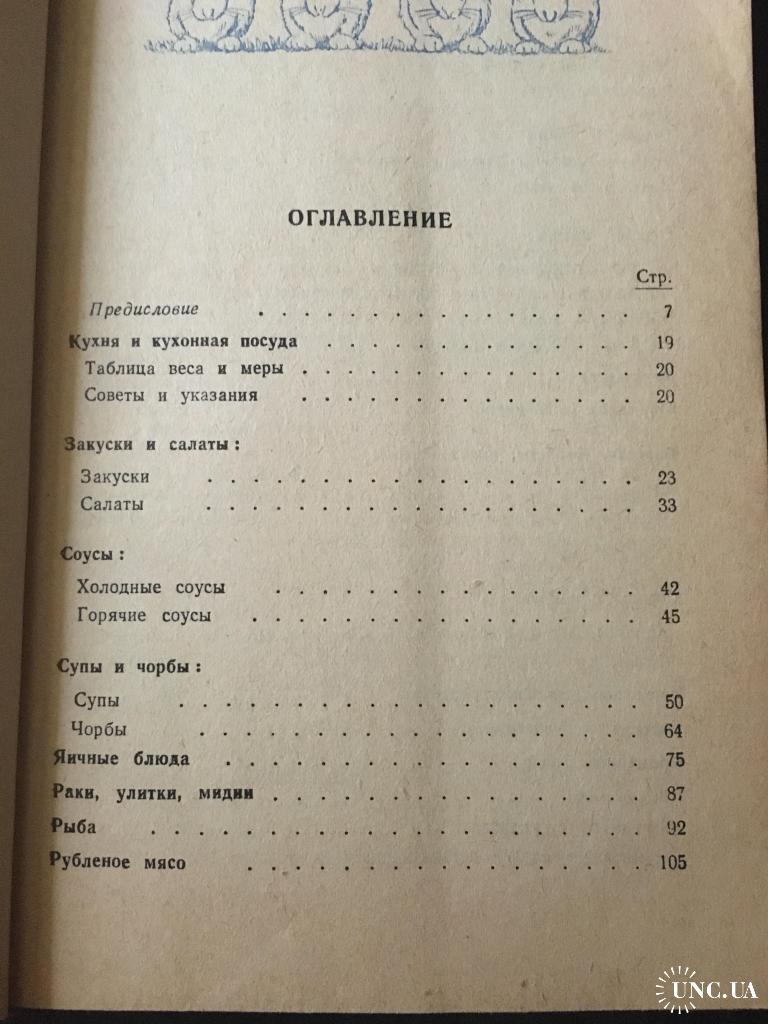 ОГЛАВЛЕНИЕ
Стр.
Предисловие . . . . . . . . . . . . . . . . . 7
Кухня и кухонная посуда . . . . . . . . . . . . . . 19
Таблица веса и меры . . . . . . . . . . . . . . . 20
Советы и указания . . . . . . . . . . . . . . . 20
Закуски и салаты :
Закуски . . . . . . . . . . . . . . . . . . . 23
Салаты . . . . . . . . . . . . . . . . . . . 33
Соусы :
Холодные соусы . . . . . . . . . . . . . . . . 42
Горячие соусы . . . . . . . . . . . . . . . . . 45
Супы и чорбы :
Супы . . . . . . . . . . . . . . . . . . . . 50
Чорбы . . . . . . . . . . . . . . . . . . . 64
Яичные блюда . . . . . . . . . . . . . . . . . . 75
Раки, улитки, мидии . . . . . . . . . . . . . . . . 87
Рыба . . . . . . . . . . . . . . . . . . . . . 92
Рубленое мясо . . . . . . . . . . . . . . . . . 105
UNC.UA